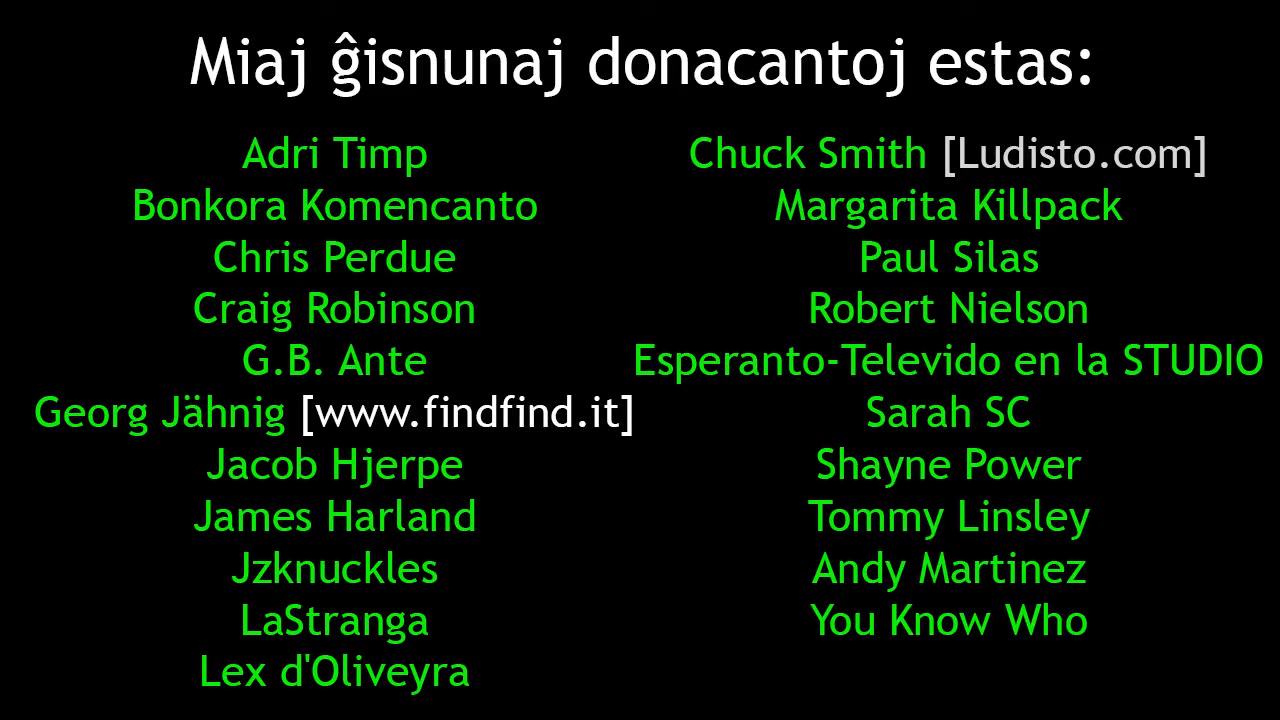 Miaj ĝisnunaj donacantoj estas:
Adri Timp
Bonkora Komencanto
Chris Perdue
Craig Robinson
G.B. Ante
Georg Jähnig [www.findfind.it]
Jacob Hjerpe
James Harland
Jzknuckles
LaStranga
Lex d'Oliveyra
Chuck Smith [Ludisto.com]
Margarita Killpack
Paul Silas
Robert Nielson
Esperanto-Televido en la STUDIO
Sarah SC
Shayne Power
Tommy Linsley
Andy Martinez
You Know Who